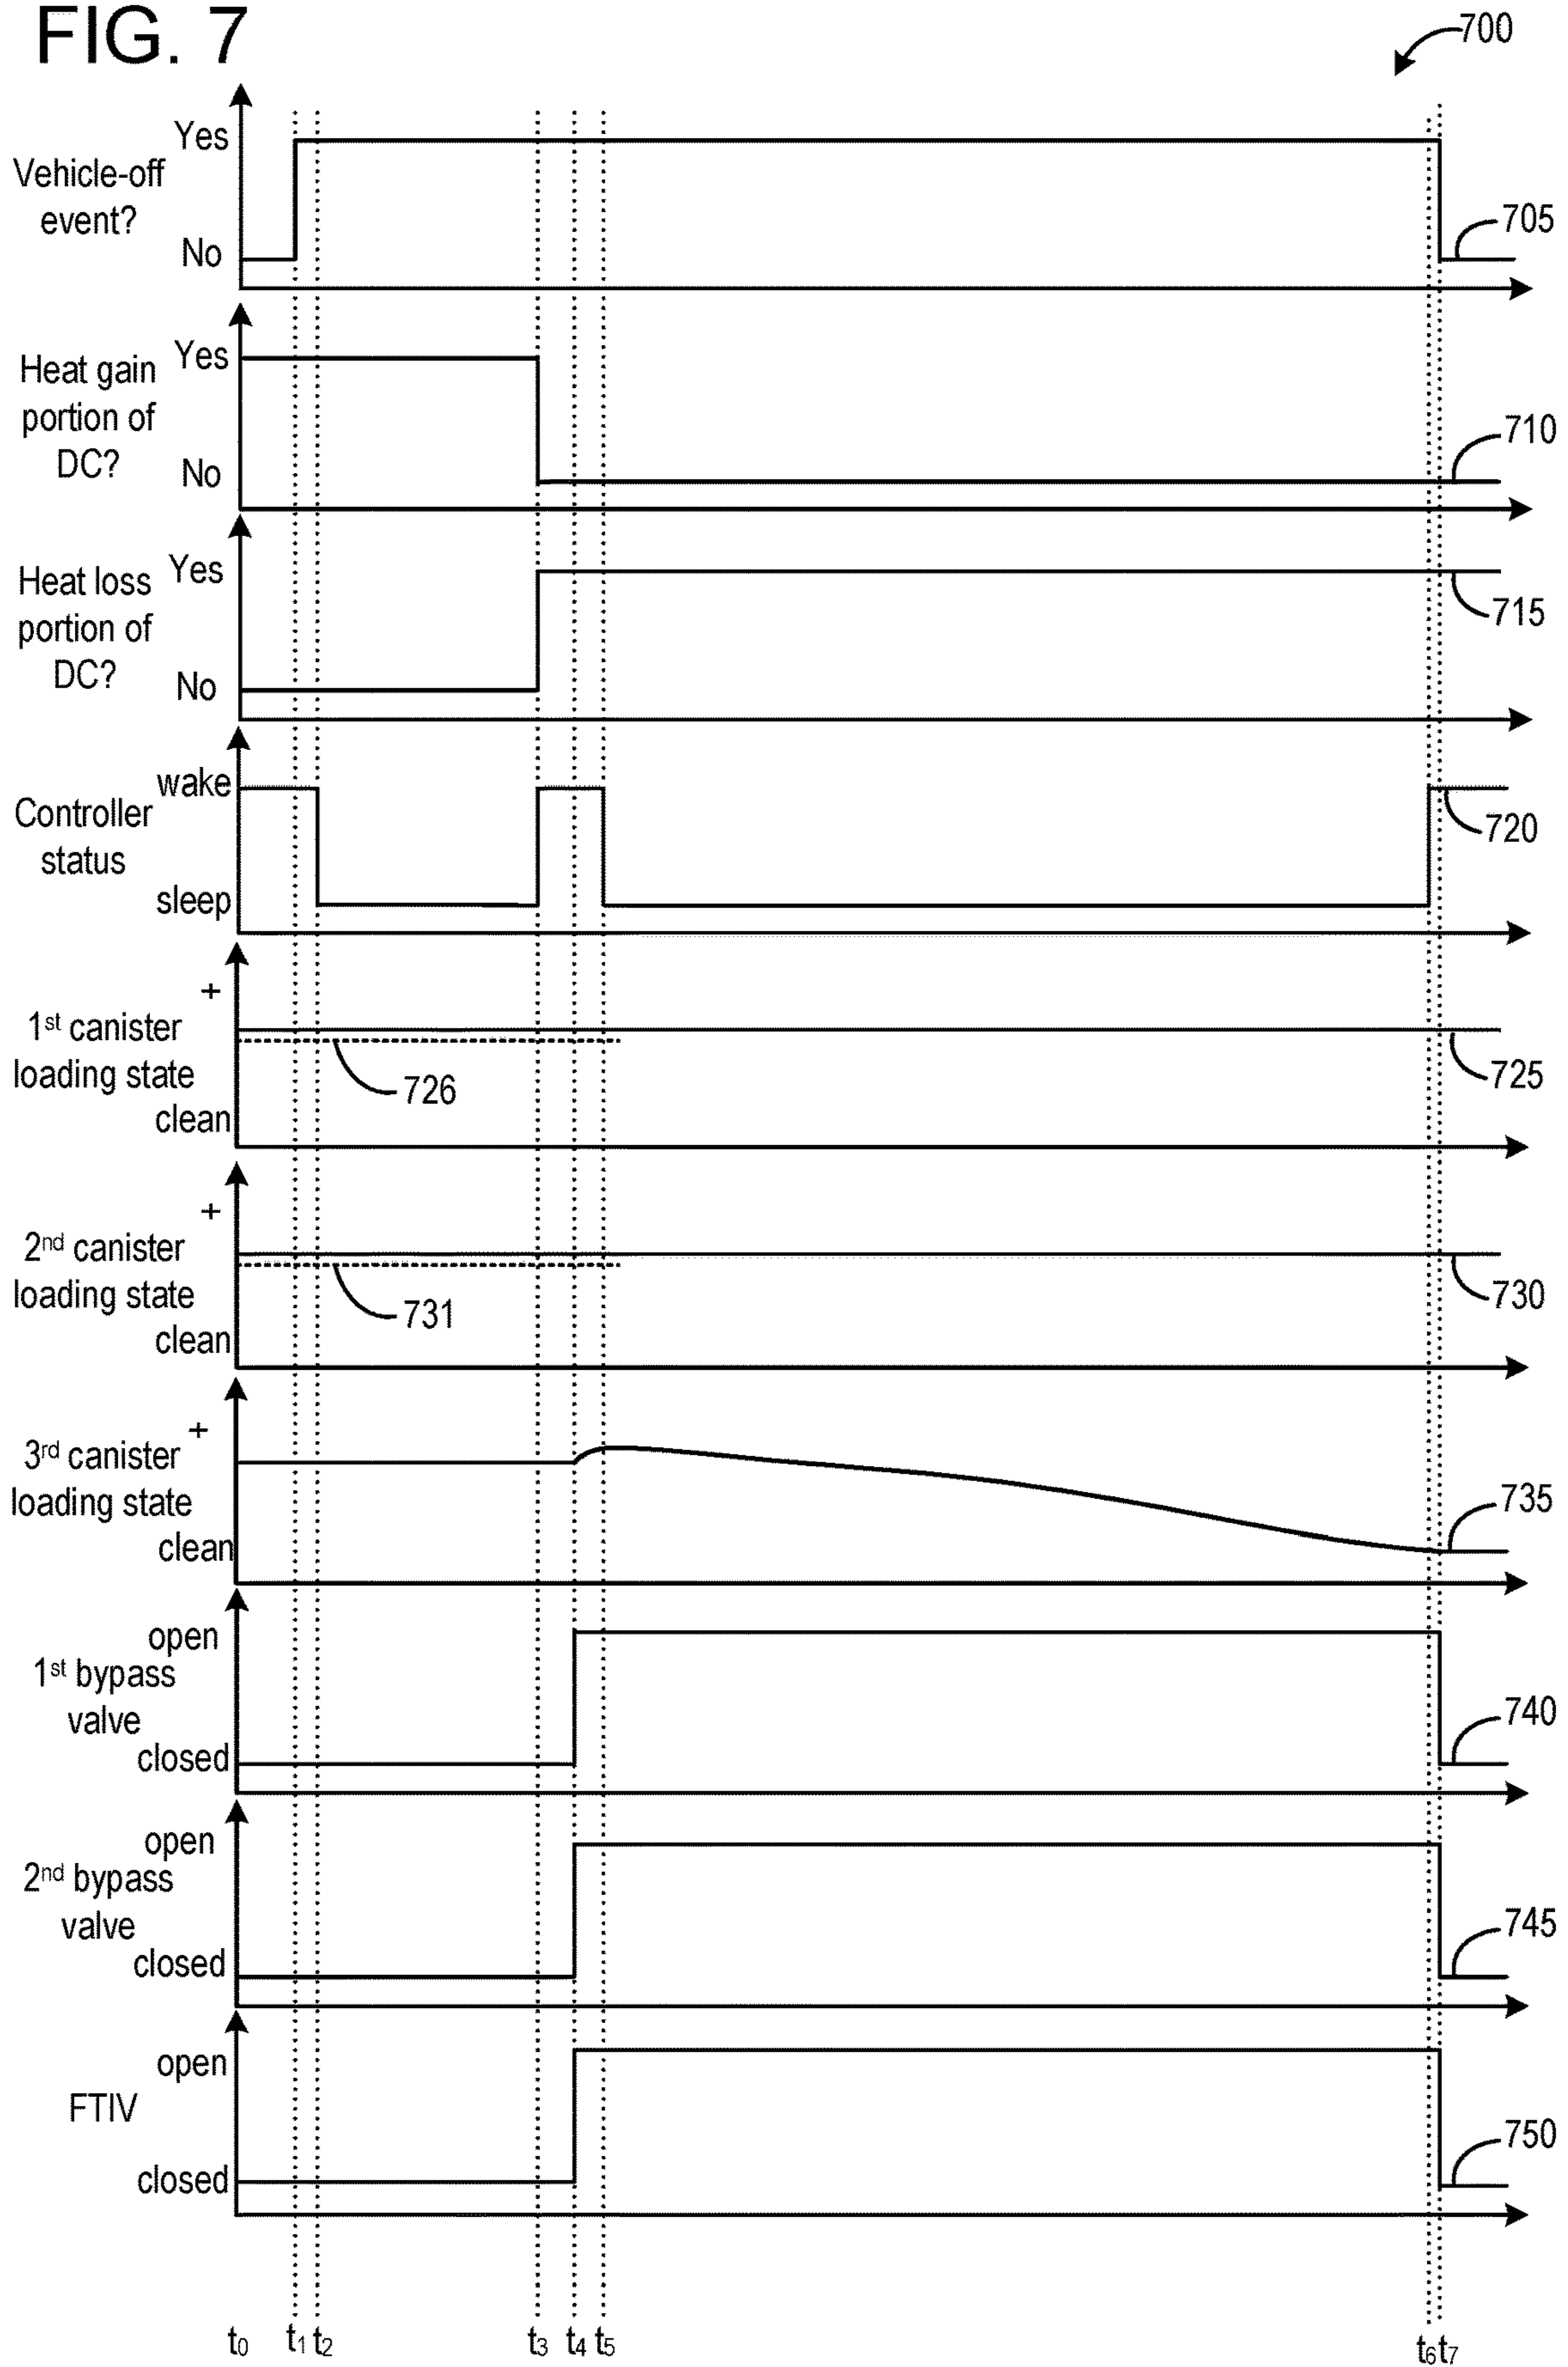 FIG. 7
700
Yes
Vehicle-off
event?
No
705
Yes
Heat gain
portion of
DC?
No
710
Yes
Heat loss
portion of
DC?
No
715
wake
Controller
status
sleep
720
+
1st canister
loading state
clean
726
725
+
2nd canister
loading state
clean
731
730
+
3rd canister
loading state
clean
735
open
1st bypass
valve
closed
740
open
2nd bypass
valve
closed
745
open
FTIV
closed
750
t0 t1 t2 t3 t4 t5 t6 t7